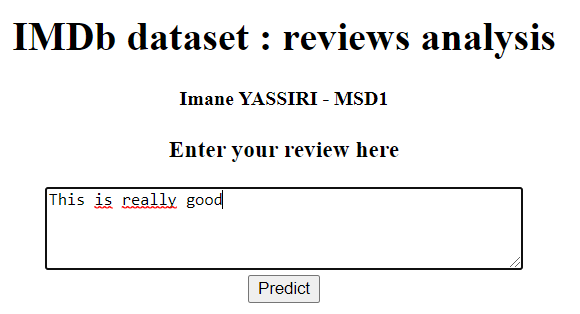 IMDb dataset : reviews analysis
Imane YASSIRI - MSD1
Enter your review here
This is really good
Predict